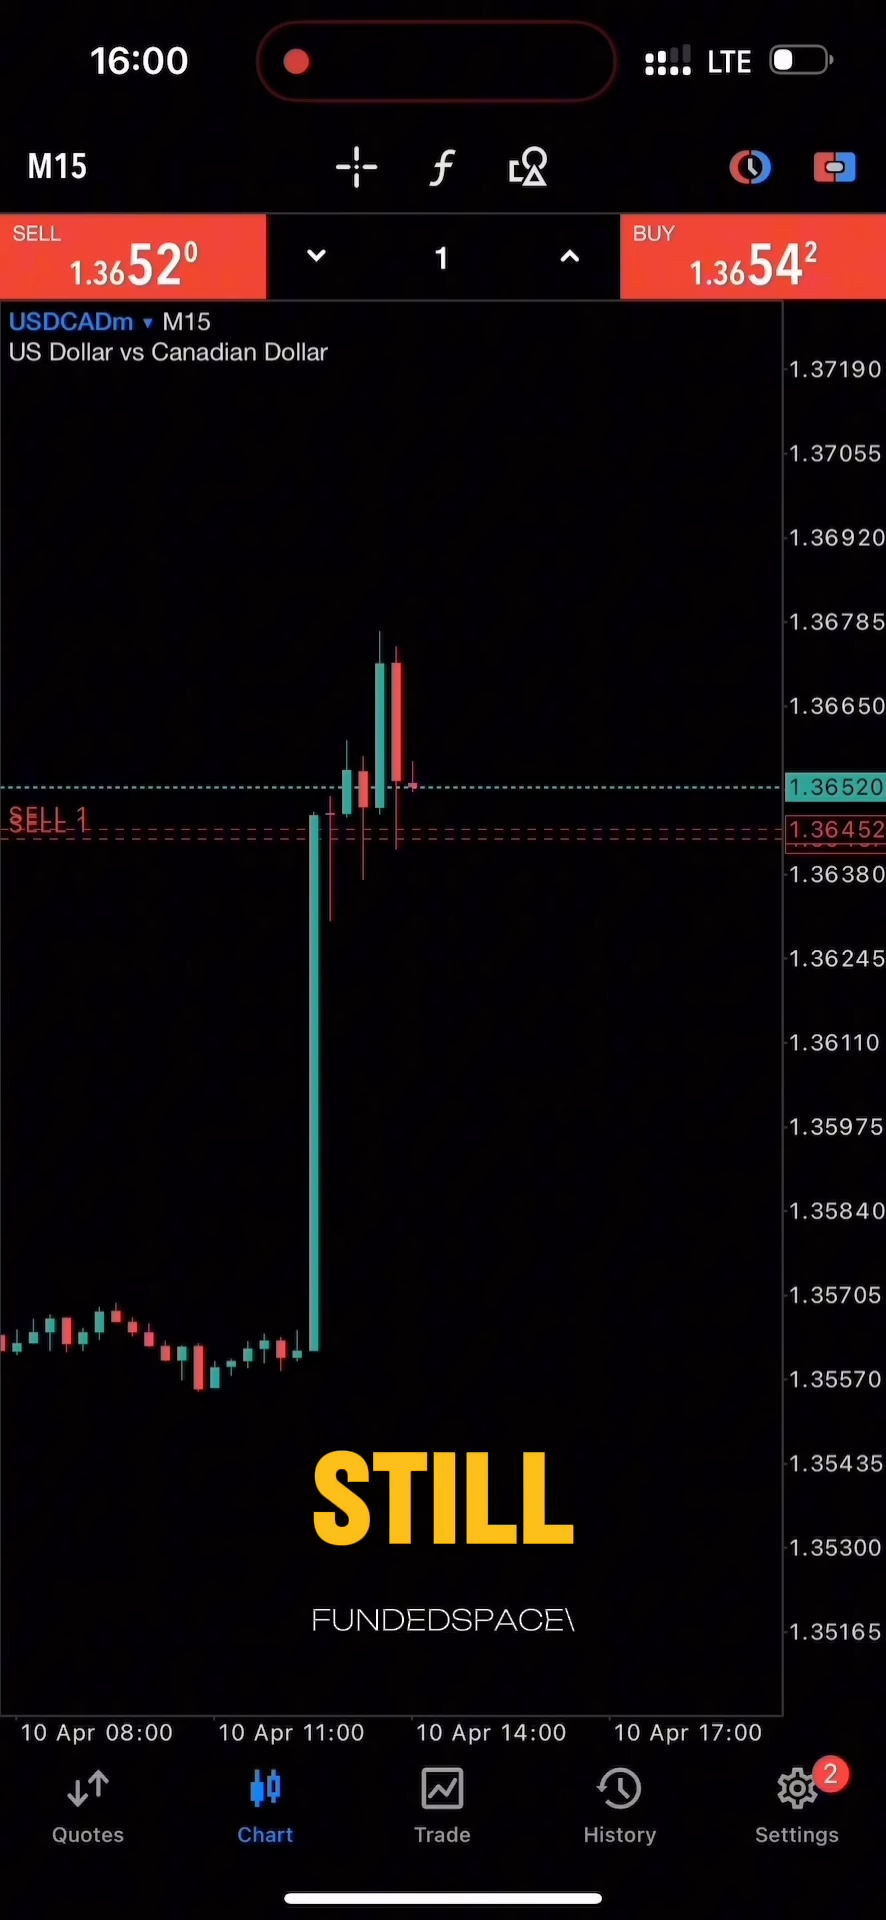 16:00
LTE
M15
SELL
1.36520
1
BUY
1.36542
USDCADm ▾ M15
US Dollar vs Canadian Dollar
1.37190
1.37055
1.36920
1.36785
1.36650
1.36520
SELL 1
1.36452
1.36380
1.36245
1.36110
1.35975
1.35840
1.35705
1.35570
1.35435
1.35300
1.35165
STILL
FUNDEDSPACE\
10 Apr 08:00
10 Apr 11:00
10 Apr 14:00
10 Apr 17:00
2
Quotes
Chart
Trade
History
Settings